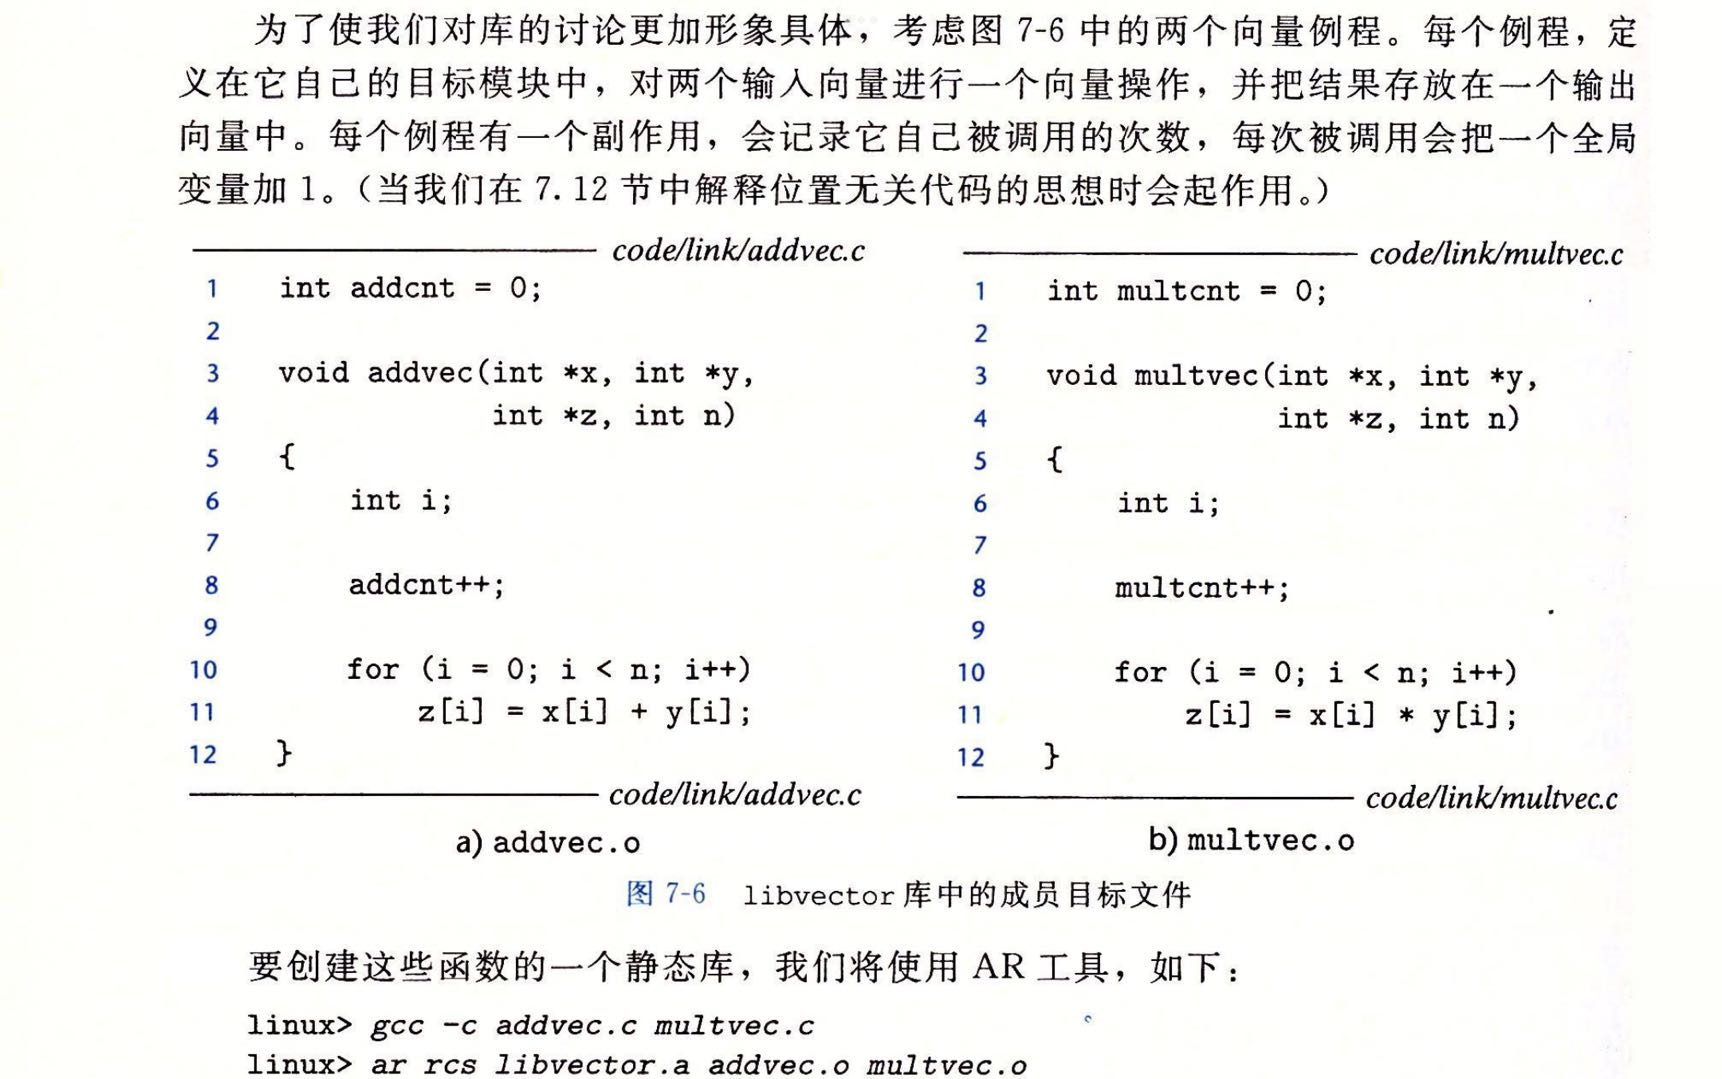 为了使我们对库的讨论更加形象具体，考虑图 7-6 中的两个向量例程。每个例程，定
义在它自己的目标模块中，对两个输入向量进行一个向量操作，并把结果存放在一个输出
向量中。每个例程有一个副作用，会记录它自己被调用的次数，每次被调用会把一个全局
变量加 1。（当我们在 7.12 节中解释位置无关代码的思想时会起作用。）
code/link/addvec.c
1 int addcnt = 0;
2
3 void addvec(int *x, int *y,
4 int *z, int n)
5 {
6 int i;
7
8 addcnt++;
9
10 for (i = 0; i < n; i++)
11 z[i] = x[i] + y[i];
12 }
code/link/addvec.c
a) addvec.o
code/link/multvec.c
1 int multcnt = 0;
2
3 void multvec(int *x, int *y,
4 int *z, int n)
5 {
6 int i;
7
8 multcnt++;
9
10 for (i = 0; i < n; i++)
11 z[i] = x[i] * y[i];
12 }
code/link/multvec.c
b) multvec.o
图 7-6 libvector 库中的成员目标文件
要创建这些函数的一个静态库，我们将使用 AR 工具，如下：
linux> gcc -c addvec.c multvec.c
linux> ar rcs libvector.a addvec.o multvec.o